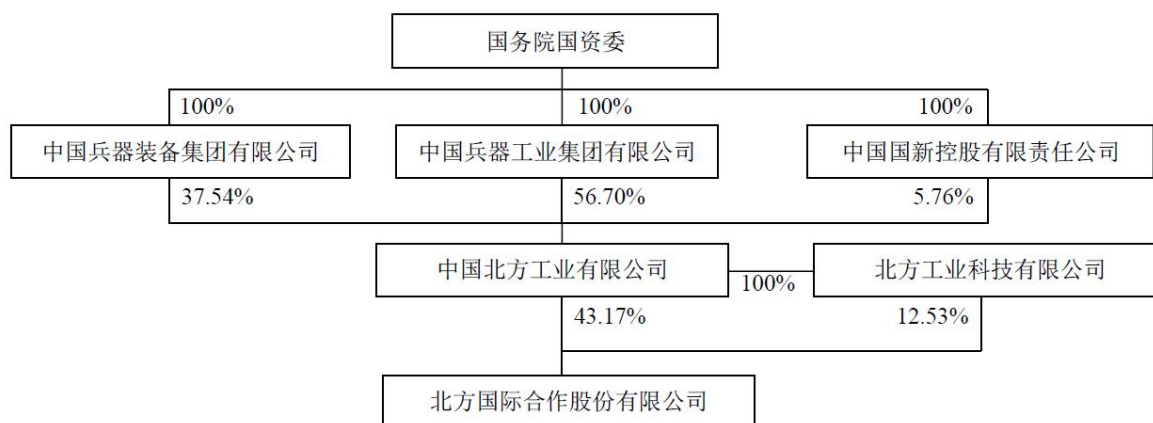 国务院国资委
100%
100%
100%
中国兵器装备集团有限公司
中国兵器工业集团有限公司
中国国新控股有限责任公司
37.54%
56.70%
5.76%
中国北方工业有限公司
100%
北方工业科技有限公司
43.17%
12.53%
北方国际合作股份有限公司